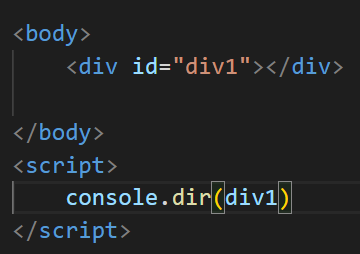 <body>
<div id="div1"></div>
</body>
<script>
console.dir(div1)
</script>